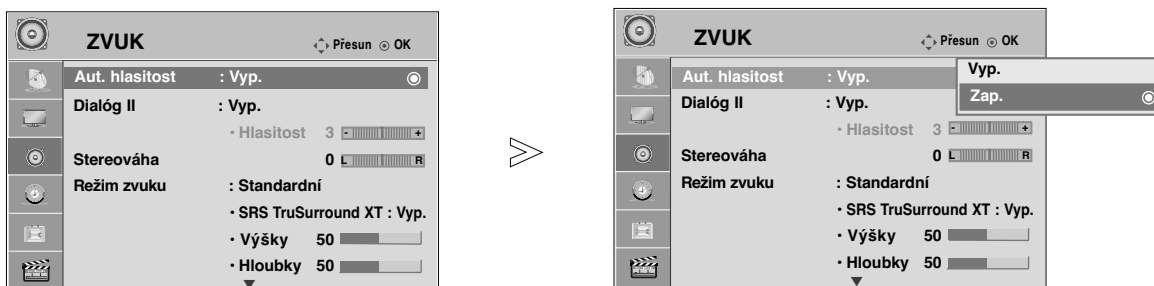 ZVUK
Přesun OK
Aut. hlasitost : Vyp.
Dialóg II : Vyp.
• Hlasitost 3 - +
Stereováha 0 L R
Režim zvuku : Standardní
• SRS TruSurround XT : Vyp.
• Výšky 50
• Hloubky 50
ZVUK
Přesun OK
Aut. hlasitost : Vyp.
Vyp.
Zap.
Dialóg II : Vyp.
• Hlasitost 3 - +
Stereováha 0 L R
Režim zvuku : Standardní
• SRS TruSurround XT : Vyp.
• Výšky 50
• Hloubky 50